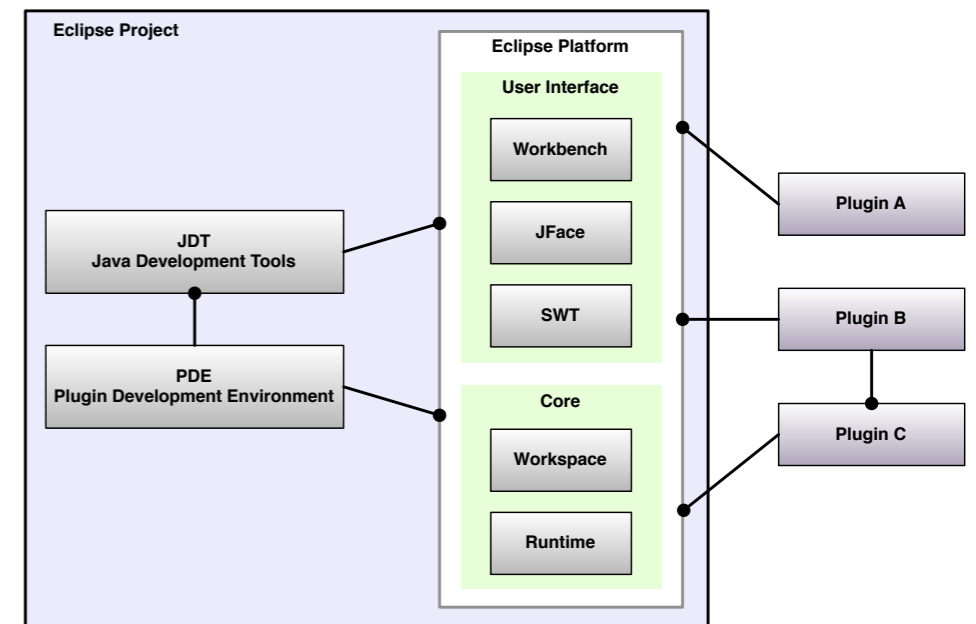 Eclipse Project
Eclipse Platform
User Interface
Workbench
JFace
SWT
Core
Workspace
Runtime
JDT
Java Development Tools
PDE
Plugin Development Environment
Plugin A
Plugin B
Plugin C